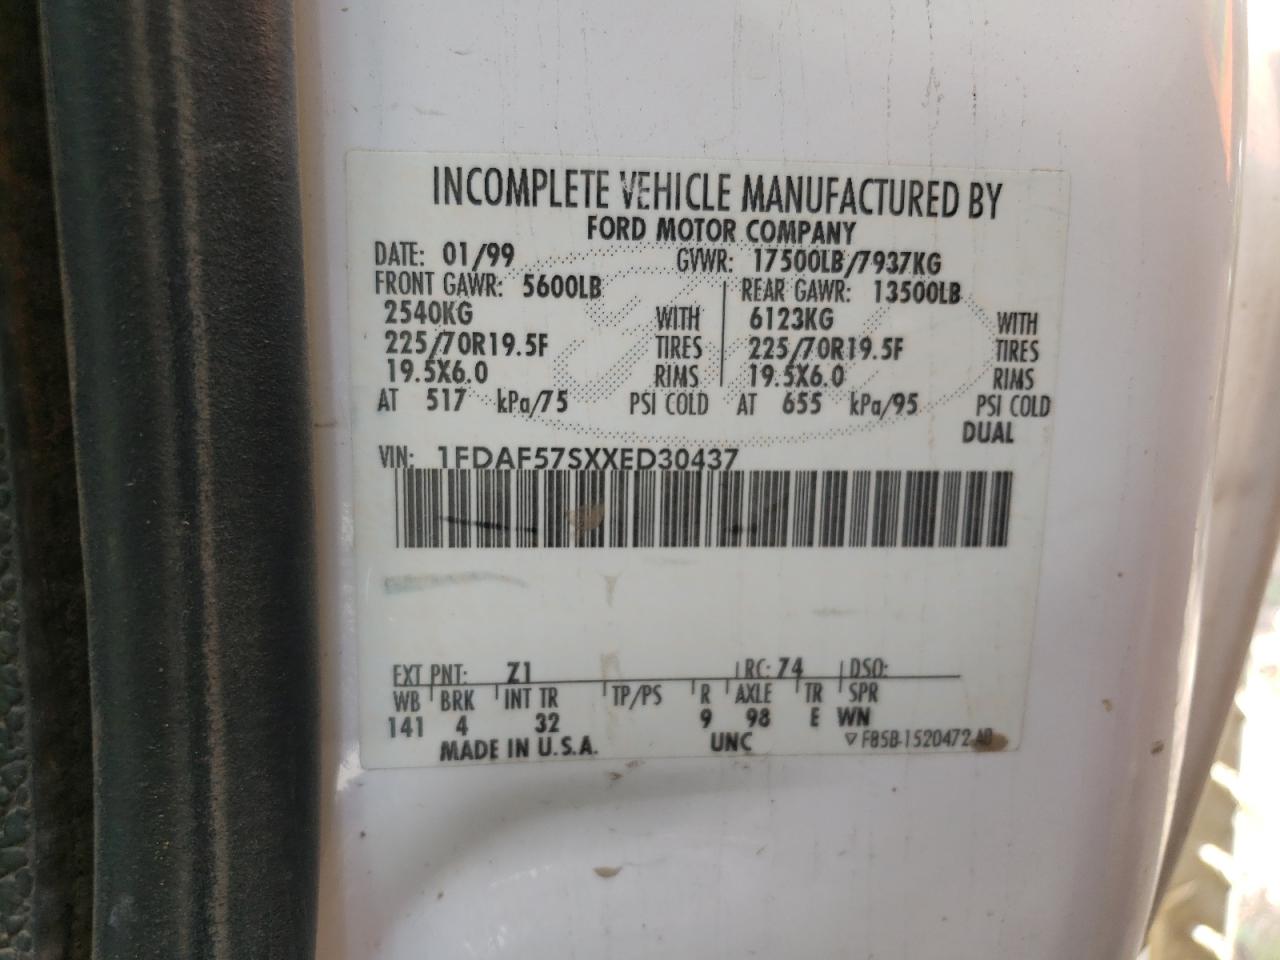 INCOMPLETE VEHICLE MANUFACTURED BY
FORD MOTOR COMPANY
DATE: 01/99 GVWR: 17500LB/7937KG
FRONT GAWR: 5600LB REAR GAWR: 13500LB
2540KG WITH 6123KG WITH
225/70R19.5F TIRES 225/70R19.5F TIRES
19.5X6.0 RIMS 19.5X6.0 RIMS
AT 517 kPa/75 PSI COLD AT 655 kPa/95 PSI COLD
DUAL
VIN: 1FDAF57SXXED30437
EXT PNT: Z1 RC: 74 DSO:
WB BRK INT TR TP/PS R AXLE TR SPR
141 4 32 9 98 E WN
MADE IN U.S.A. UNC F85B-1520472-AD